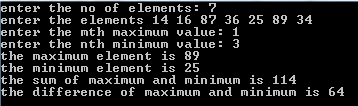 enter the no of elements: 7
enter the elements 14 16 87 36 25 89 34
enter the mth maximum value: 1
enter the nth minimum value: 3
the maximum element is 89
the minimum element is 25
the sum of maximum and minimum is 114
the difference of maximum and minimum is 64